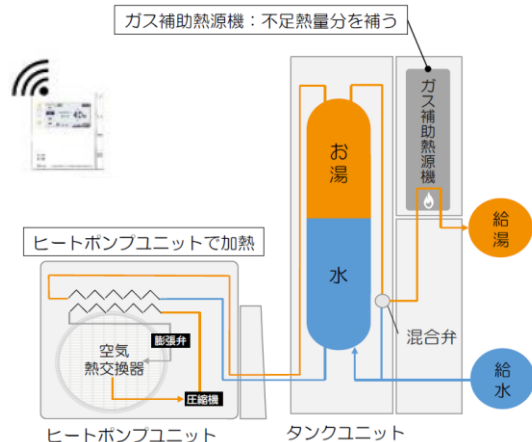 ガス補助熱源機：不足熱量分を補う
ガス補助熱源機
お湯
水
給湯
ヒートポンプユニットで加熱
混合弁
膨張弁
空気
熱交換器
圧縮機
給水
ヒートポンプユニット
タンクユニット